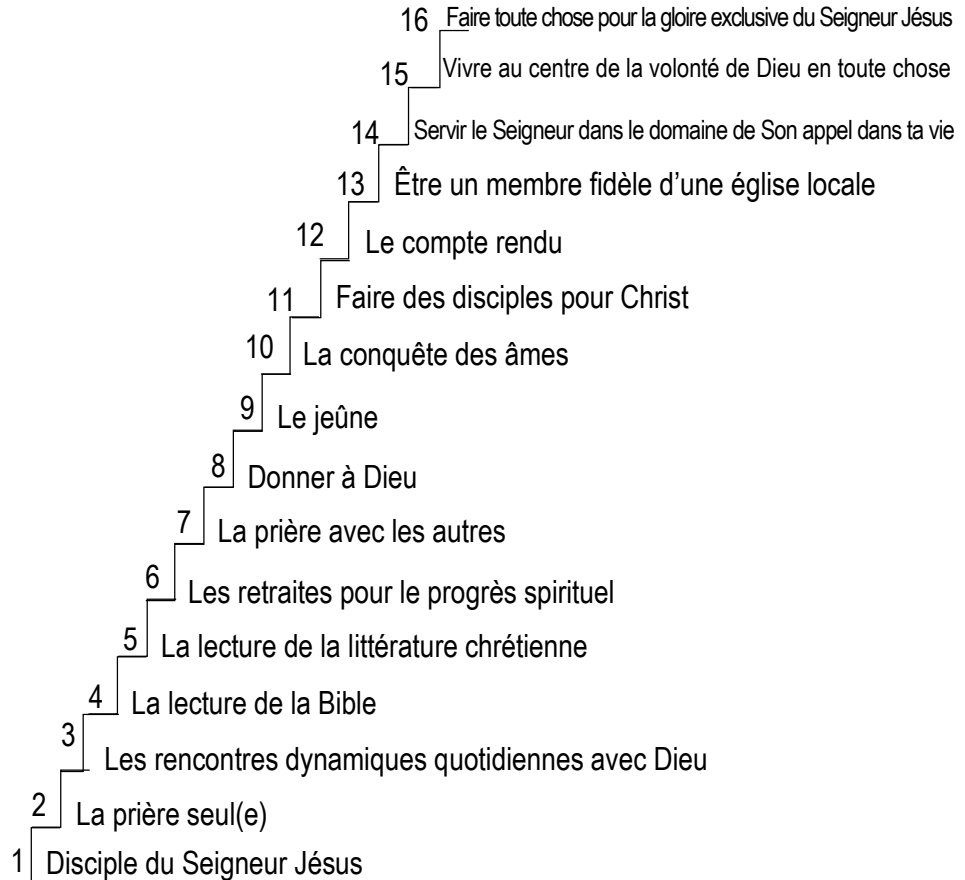 16 Faire toute chose pour la gloire exclusive du Seigneur Jésus
15 Vivre au centre de la volonté de Dieu en toute chose
14 Servir le Seigneur dans le domaine de Son appel dans ta vie
13 Être un membre fidèle d'une église locale
12 Le compte rendu
11 Faire des disciples pour Christ
10 La conquête des âmes
9 Le jeûne
8 Donner à Dieu
7 La prière avec les autres
6 Les retraites pour le progrès spirituel
5 La lecture de la littérature chrétienne
4 La lecture de la Bible
3 Les rencontres dynamiques quotidiennes avec Dieu
2 La prière seul(e)
1 Disciple du Seigneur Jésus